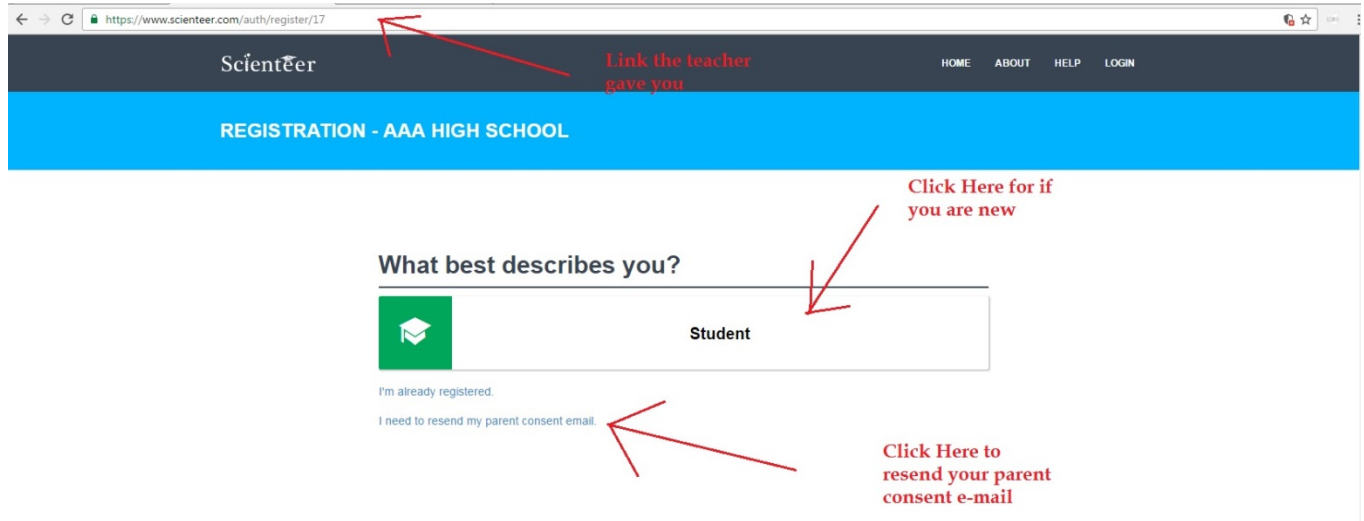 https://www.scienteer.com/auth/register/17
Scienteer
Link the teacher
gave you
HOME ABOUT HELP LOGIN
REGISTRATION - AAA HIGH SCHOOL
Click Here for if
you are new
What best describes you?
Student
I'm already registered.
I need to resend my parent consent email.
Click Here to
resend your parent
consent e-mail